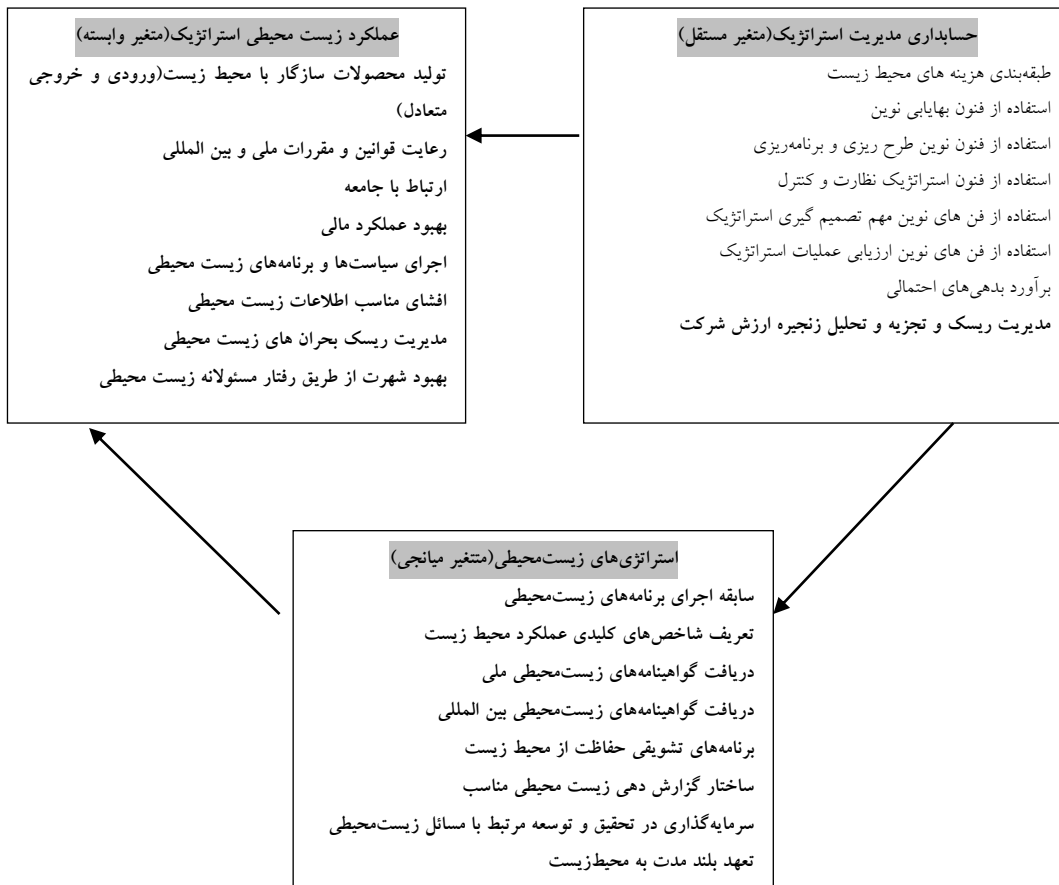 حسابداری مدیریت استراتژیک(متغیر مستقل)
طبقه‌بندی هزینه های محیط زیست
استفاده از فنون بهایابی نوین
استفاده از فنون نوین طرح ریزی و برنامه‌ریزی
استفاده از فنون استراتژیک نظارت و کنترل
استفاده از فن های نوین مهم تصمیم گیری استراتژیک
استفاده از فن های نوین ارزیابی عملیات استراتژیک
برآورد بدهی‌های احتمالی
مدیریت ریسک و تجزیه و تحلیل زنجیره ارزش شرکت
عملکرد زیست محیطی استراتژیک(متغیر وابسته)
تولید محصولات سازگار با محیط زیست(ورودی و خروجی
متعادل)
رعایت قوانین و مقررات ملی و بین المللی
ارتباط با جامعه
بهبود عملکرد مالی
اجرای سیاست‌ها و برنامه‌های زیست محیطی
افشای مناسب اطلاعات زیست محیطی
مدیریت ریسک بحران های زیست محیطی
بهبود شهرت از طریق رفتار مسئولانه زیست محیطی
استراتژی‌های زیست‌محیطی(متتغیر میانجی)
سابقه اجرای برنامه‌های زیست‌محیطی
تعریف شاخص‌های کلیدی عملکرد محیط زیست
دریافت گواهینامه‌های زیست‌محیطی ملی
دریافت گواهینامه‌های زیست‌محیطی بین المللی
برنامه‌های تشویقی حفاظت از محیط زیست
ساختار گزارش دهی زیست محیطی مناسب
سرمایه‌گذاری در تحقیق و توسعه مرتبط با مسائل زیست‌محیطی
تعهد بلند مدت به محیط‌زیست